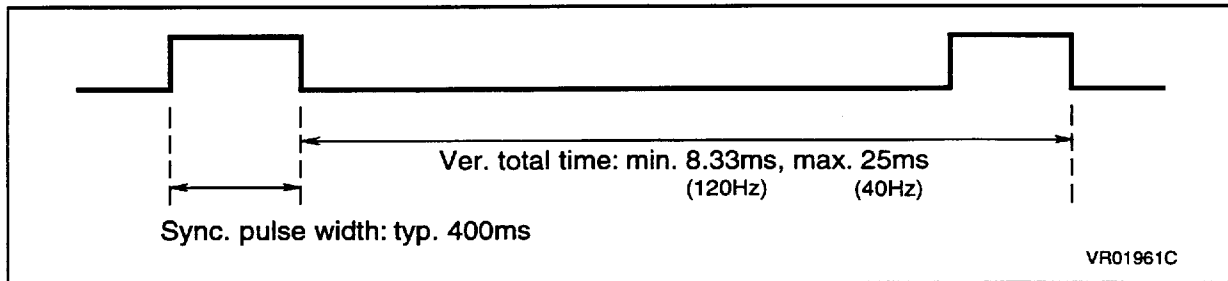 Ver. total time: min. 8.33ms, max. 25ms
(120Hz) (40Hz)
Sync. pulse width: typ. 400ms
VR01961C